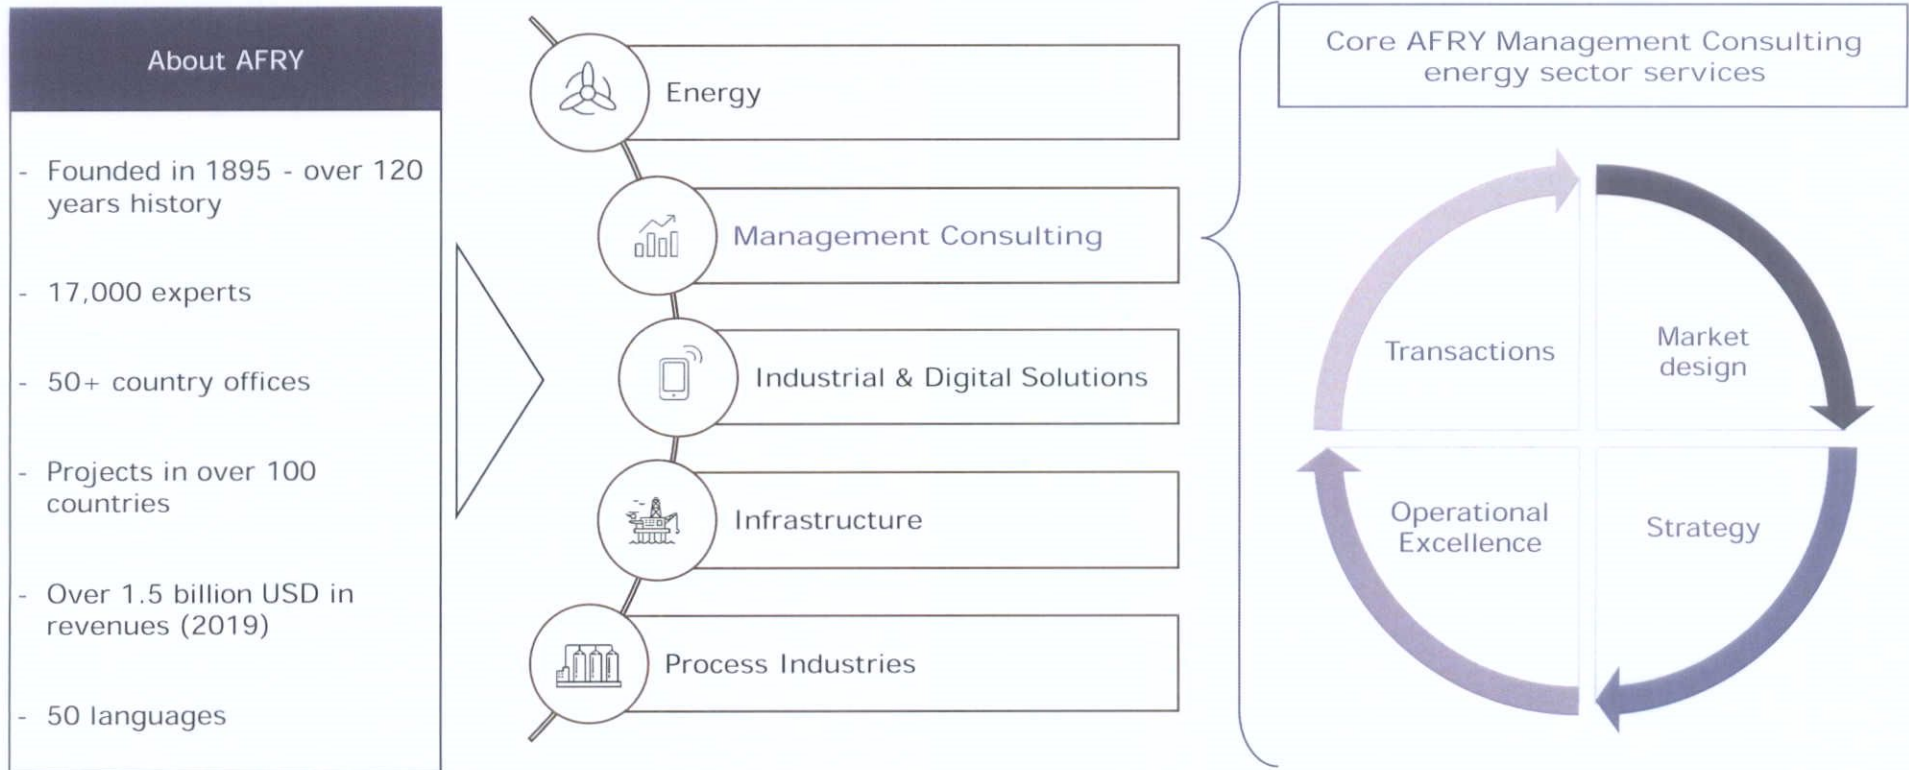 About AFRY
- Founded in 1895 - over 120
years history
- 17,000 experts
- 50+ country offices
- Projects in over 100
countries
- Over 1.5 billion USD in
revenues (2019)
- 50 languages
Energy
Management Consulting
Industrial & Digital Solutions
Infrastructure
Process Industries
Core AFRY Management Consulting
energy sector services
Transactions
Market
design
Operational
Excellence
Strategy